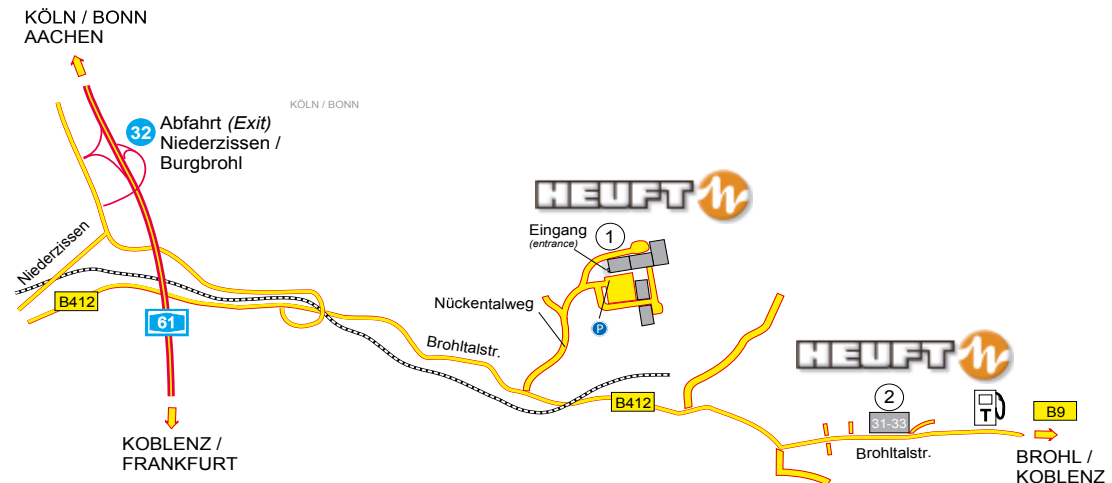 KÖLN / BONN
AACHEN
KÖLN / BONN
32
Abfahrt (Exit)
Niederzissen /
Burgbrohl
HEUFT
Eingang
(entrance)
1
Niederzissen
B412
61
Nückentalweg
P
Brohltalstr.
HEUFT
B412
2
31-33
T
B9
Brohltalstr.
KOBLENZ /
FRANKFURT
BROHL /
KOBLENZ